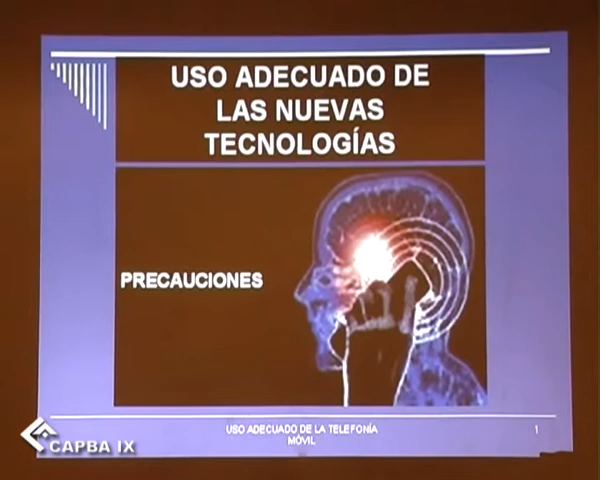 USO ADECUADO DE
LAS NUEVAS
TECNOLOGÍAS
PRECAUCIONES
USO ADECUADO DE LA TELEFONÍA
MÓVIL
1
CAPBA IX